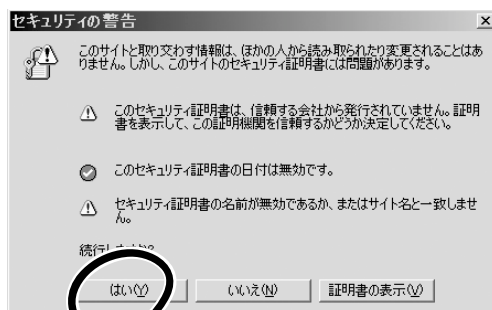 セキュリティの警告
このサイトと取り交わす情報は、ほかの人から読み取られたり変更されることはあ
りません。しかし、このサイトのセキュリティ証明書には問題があります。
このセキュリティ証明書は、信頼する会社から発行されていません。証明
書を表示して、この証明機関を信頼するかどうか決定してください。
このセキュリティ証明書の日付は無効です。
セキュリティ証明書の名前が無効であるか、またはサイト名と一致しませ
ん。
続行しますか?
はい(Y) いいえ(N) 証明書の表示(V)